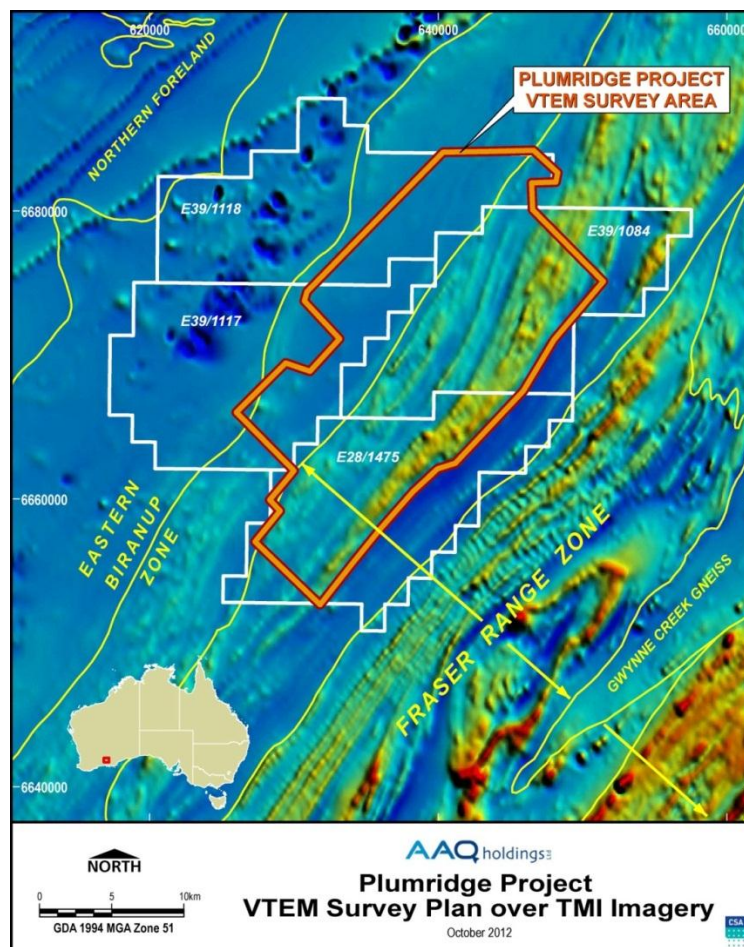 620000
640000
660000
NORTHERN FORELAND
PLUMRIDGE PROJECT
VTEM SURVEY AREA
6680000
E39/1118
E39/1084
E39/1117
E28/1475
6660000
EASTERN
BIRANUP
ZONE
FRASER RANGE ZONE
GWYNNE CREEK GNEISS
6640000
NORTH
0 5 10km
GDA 1994 MGA Zone 51
AAQ holdings
Plumridge Project
VTEM Survey Plan over TMI Imagery
October 2012
CSA